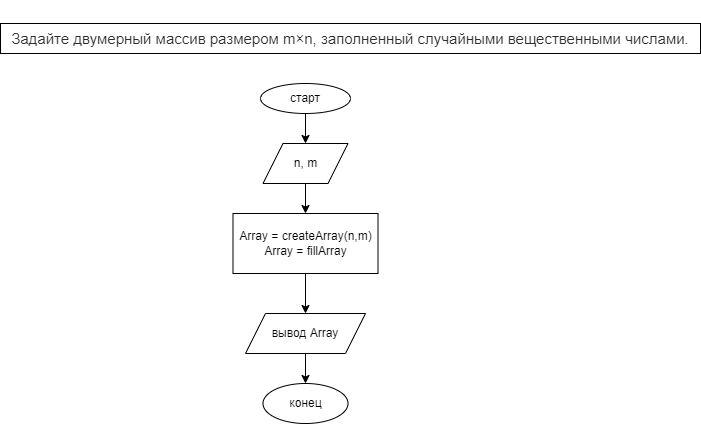 Задайте двумерный массив размером m×n, заполненный случайными вещественными числами.
старт
n, m
Array = createArray(n,m)
Array = fillArray
вывод Array
конец